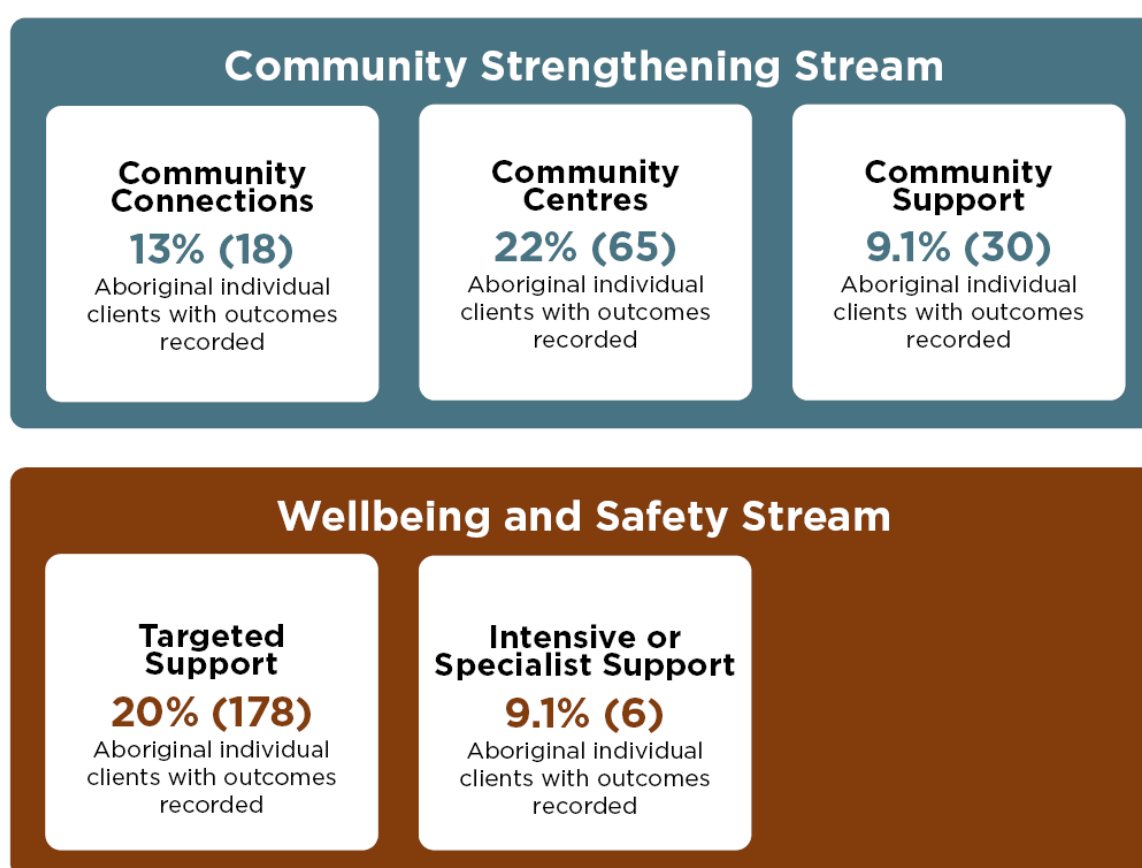 Community Strengthening Stream
Community
Connections
13% (18)
Aboriginal individual
clients with outcomes
recorded
Community
Centres
22% (65)
Aboriginal individual
clients with outcomes
recorded
Community
Support
9.1% (30)
Aboriginal individual
clients with outcomes
recorded
Wellbeing and Safety Stream
Targeted
Support
20% (178)
Aboriginal individual
clients with outcomes
recorded
Intensive or
Specialist Support
9.1% (6)
Aboriginal individual
clients with outcomes
recorded